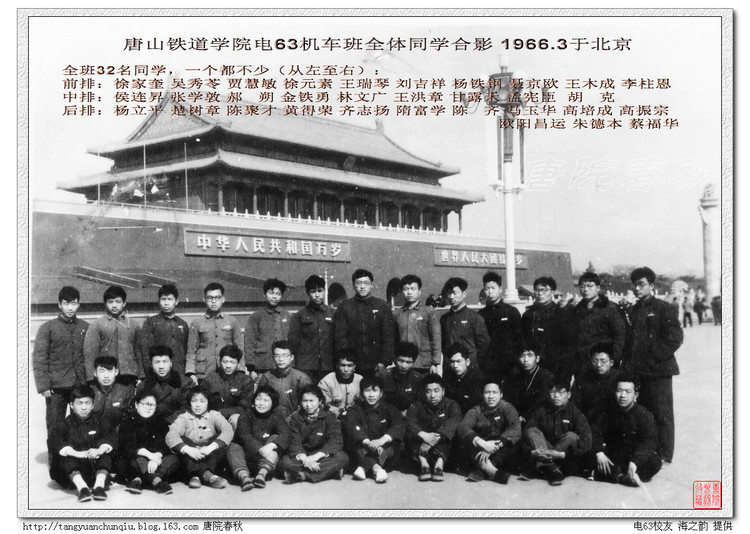 唐山铁道学院电63机车班全体同学合影 1966.3于北京
全班32名同学，一个都不少（从左至右）：
前排：徐家奎 吴秀苓 贾慧敏 徐元素 王瑞琴 刘吉祥 杨铁钢 聂京欧 王木成 李柱恩
中排：侯连昇 张学敦 郝 朔 金铁勇 林文广 王洪章 甘露木 孟宪臣 胡 克
后排：杨立平 楚树章 陈聚才 黄得荣 齐志扬 隋富学 陈 齐 马玉华 高培成 高振宗
欧阳昌运 朱德本 蔡福华
唐院春秋
中华人民共和国万岁
世界人民大团结万岁
http://tangyuanchunqiu.blog.163.com 唐院春秋
电63校友 海之韵 提供